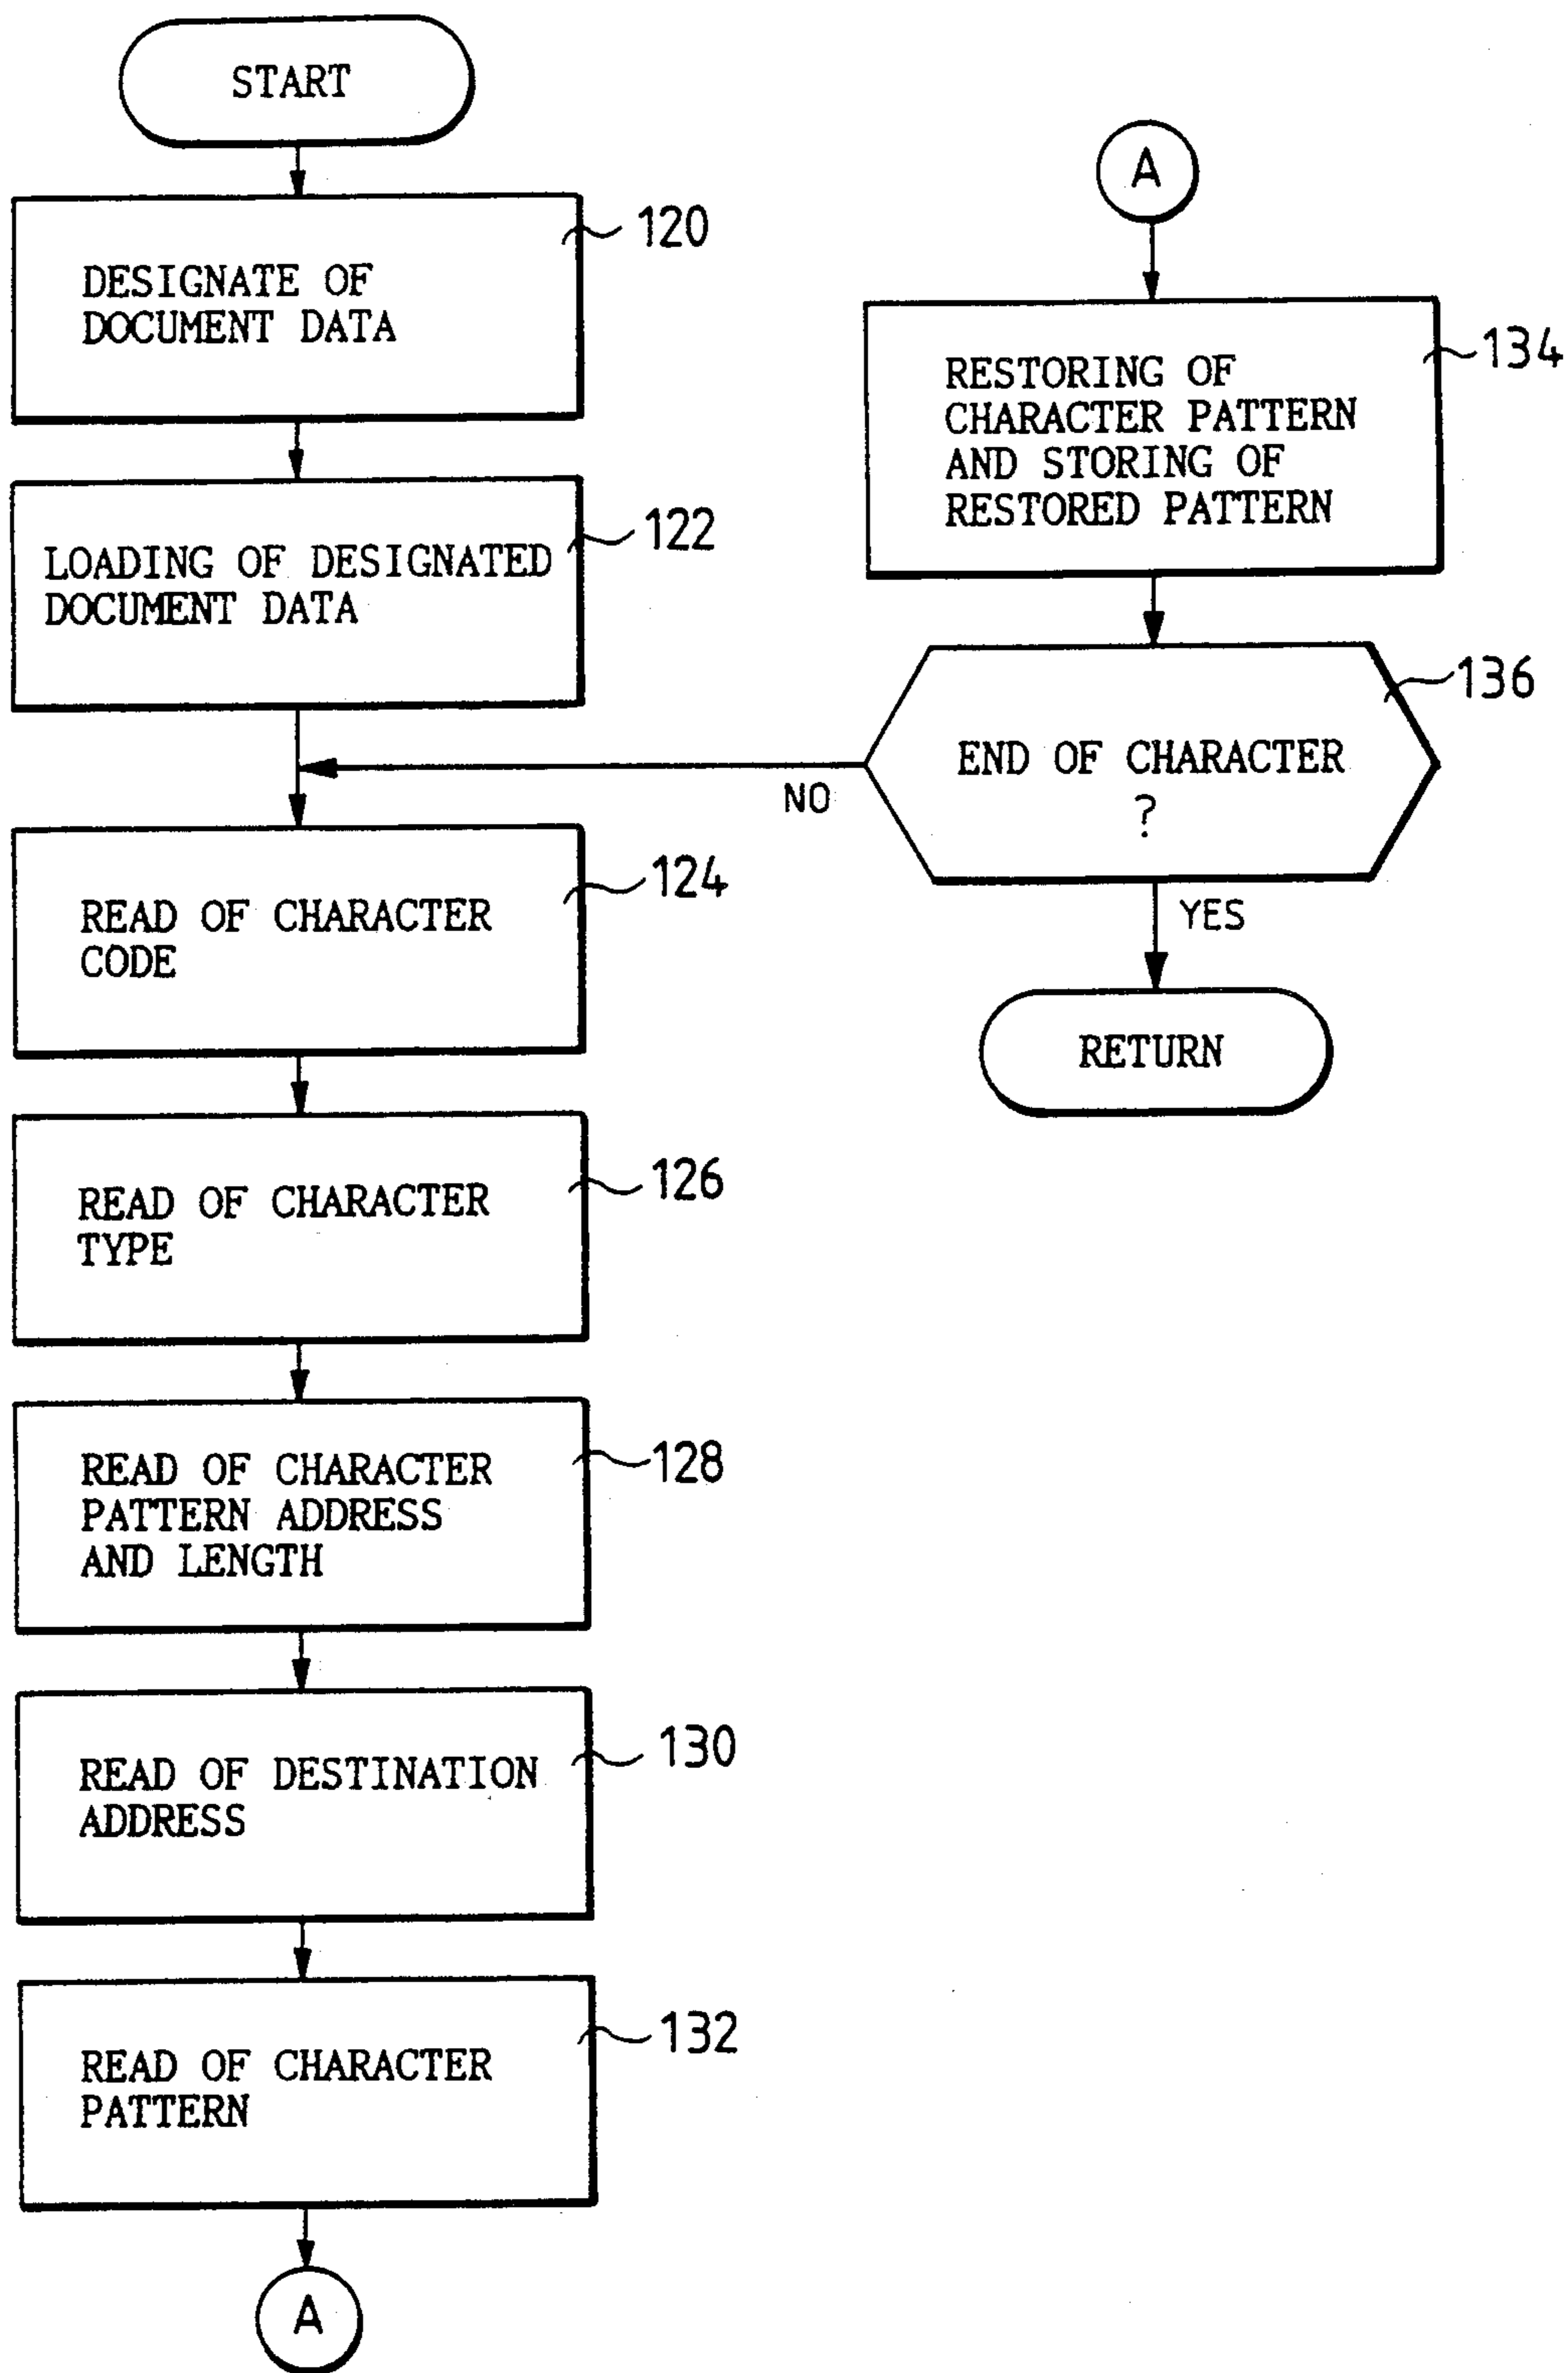 START
120
DESIGNATE OF
DOCUMENT DATA
122
LOADING OF DESIGNATED
DOCUMENT DATA
124
READ OF CHARACTER
CODE
126
READ OF CHARACTER
TYPE
128
READ OF CHARACTER
PATTERN ADDRESS
AND LENGTH
130
READ OF DESTINATION
ADDRESS
132
READ OF CHARACTER
PATTERN
A
A
134
RESTORING OF
CHARACTER PATTERN
AND STORING OF
RESTORED PATTERN
136
END OF CHARACTER
?
NO
YES
RETURN